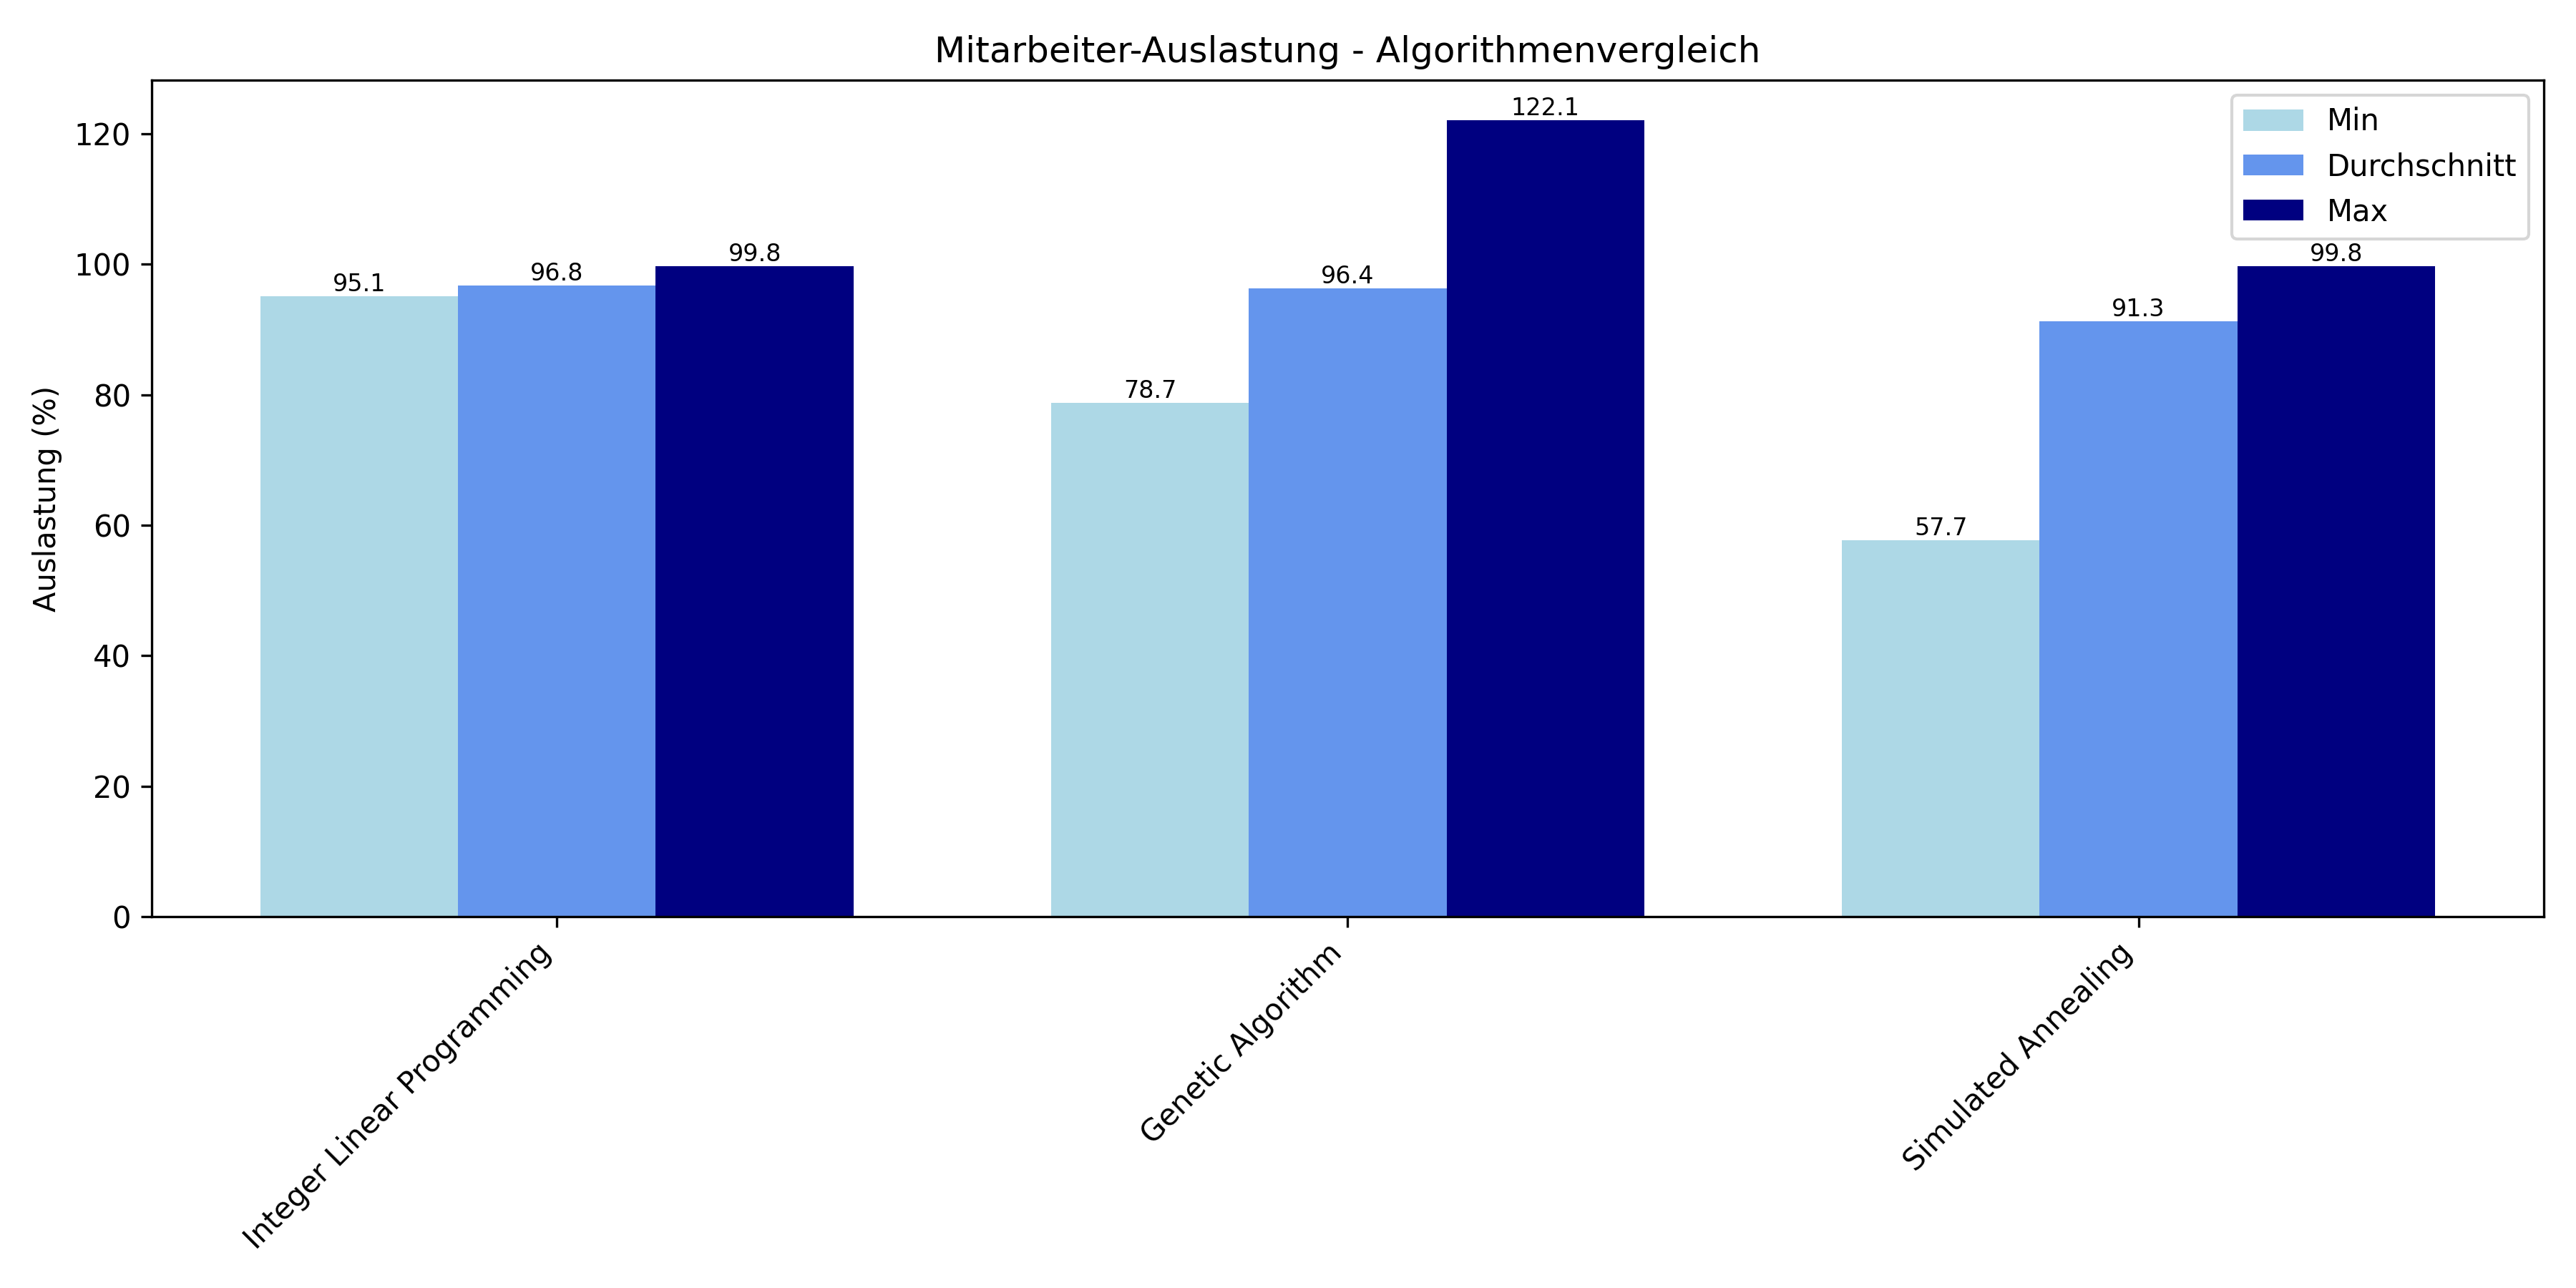 Mitarbeiter-Auslastung - Algorithmenvergleich
Auslastung (%)
120
100
80
60
40
20
0
95.1
96.8
99.8
78.7
96.4
122.1
57.7
91.3
99.8
Min
Durchschnitt
Max
Integer Linear Programming
Genetic Algorithm
Simulated Annealing